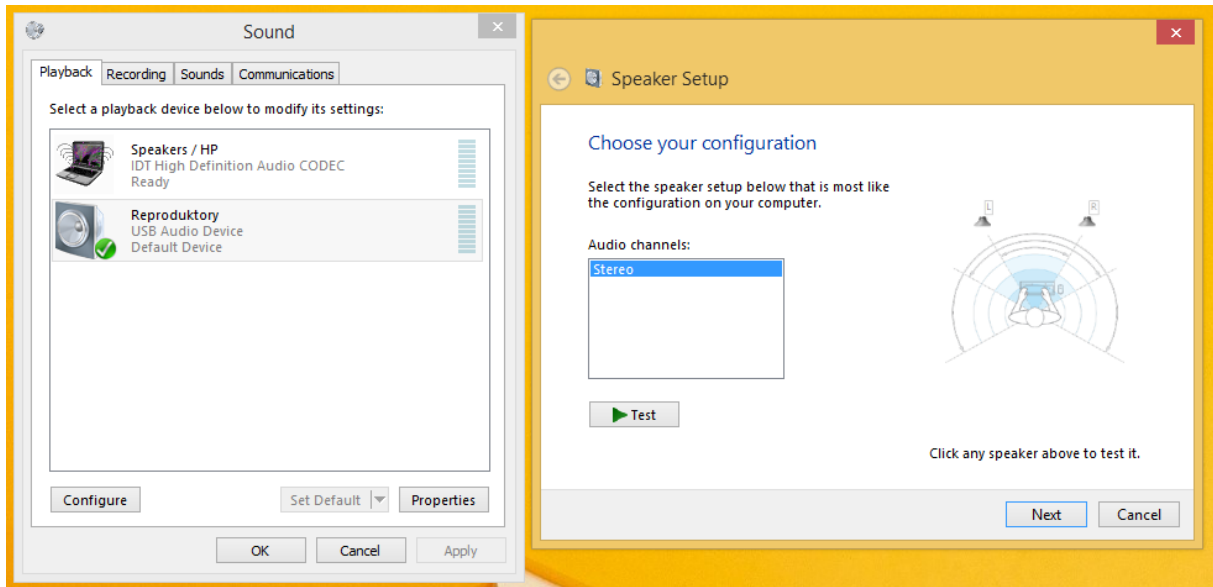 Sound
Playback Recording Sounds Communications
Select a playback device below to modify its settings:
Speakers / HP
IDT High Definition Audio CODEC
Ready
Reproduktory
USB Audio Device
Default Device
Configure Set Default Properties
OK Cancel Apply
Speaker Setup
Choose your configuration
Select the speaker setup below that is most like
the configuration on your computer.
Audio channels:
Stereo
Test
L R
Click any speaker above to test it.
Next Cancel